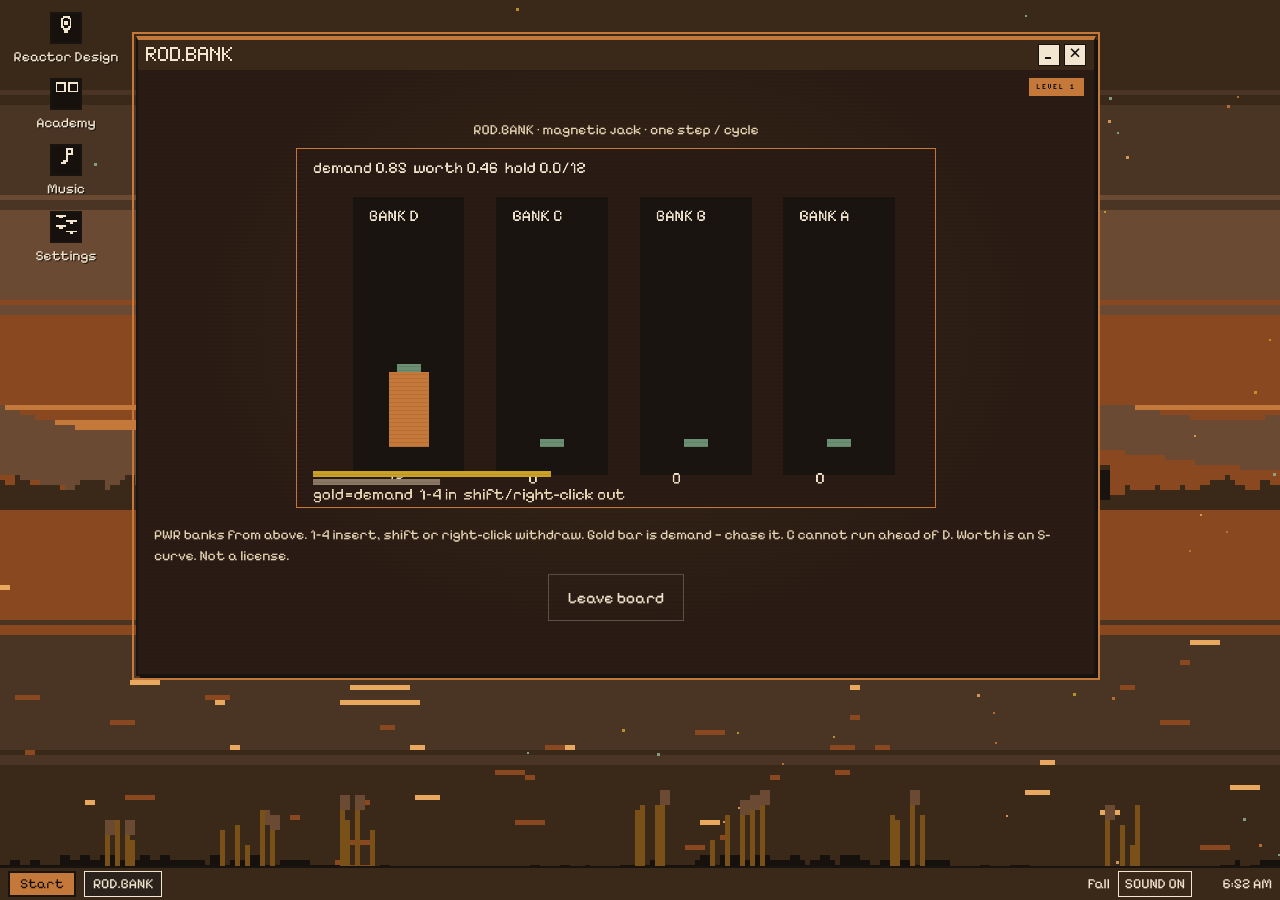 Reactor Design
Academy
Music
Settings
ROD.BANK
LEVEL 1
ROD.BANK · magnetic jack · one step / cycle
demand 0.8S worth 0.46 hold 0.0/12
BANK D
BANK C
BANK B
BANK A
0
0
0
gold=demand 1-4 in shift/right-click out
PWR banks from above. 1-4 insert, shift or right-click withdraw. Gold bar is demand — chase it. C cannot run ahead of D. Worth is an S-
curve. Not a license.
Leave board
Start
ROD.BANK
Fall
SOUND ON
6:22 AM